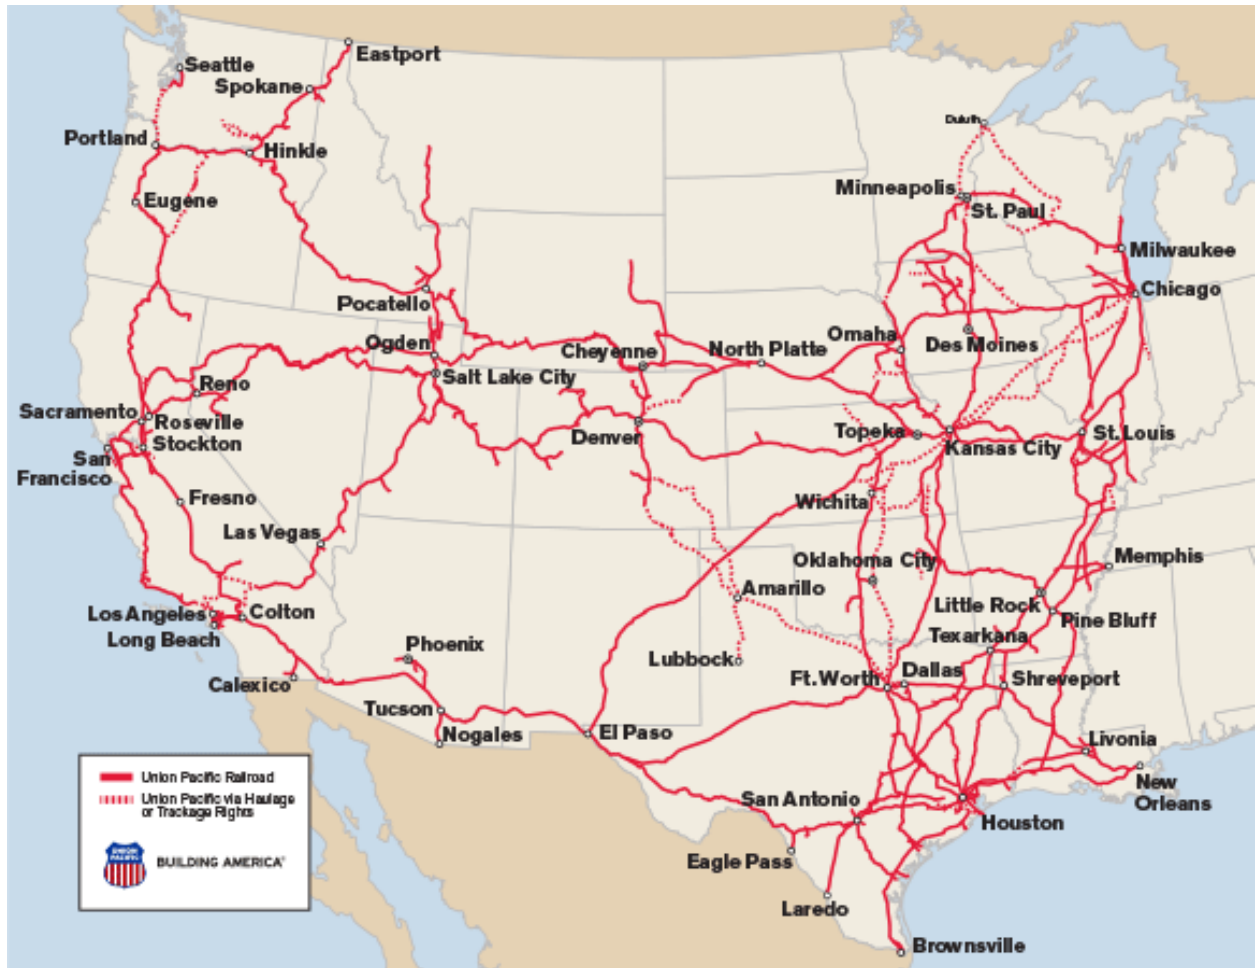 Eastport
Seattle
Spokane
Duluth
Portland
Hinkle
Minneapolis
St. Paul
Eugene
Milwaukee
Pocatello
Chicago
Ogden
Cheyenne
North Platte
Omaha
Des Moines
Reno
Salt Lake City
Sacramento
Roseville
Denver
Topeka
St. Louis
Stockton
Kansas City
San
Francisco
Fresno
Wichita
Las Vegas
Oklahoma City
Memphis
Amarillo
Los Angeles
Colton
Little Rock
Pine Bluff
Long Beach
Phoenix
Texarkana
Lubbock
Ft. Worth
Dallas
Shreveport
Calexico
Tucson
Nogales
El Paso
Livonia
New
Orleans
San Antonio
Houston
Eagle Pass
Laredo
Brownsville
Union Pacific Railroad
Union Pacific via Haulage
or Trackage Rights
UNION
PACIFIC
BUILDING AMERICA®